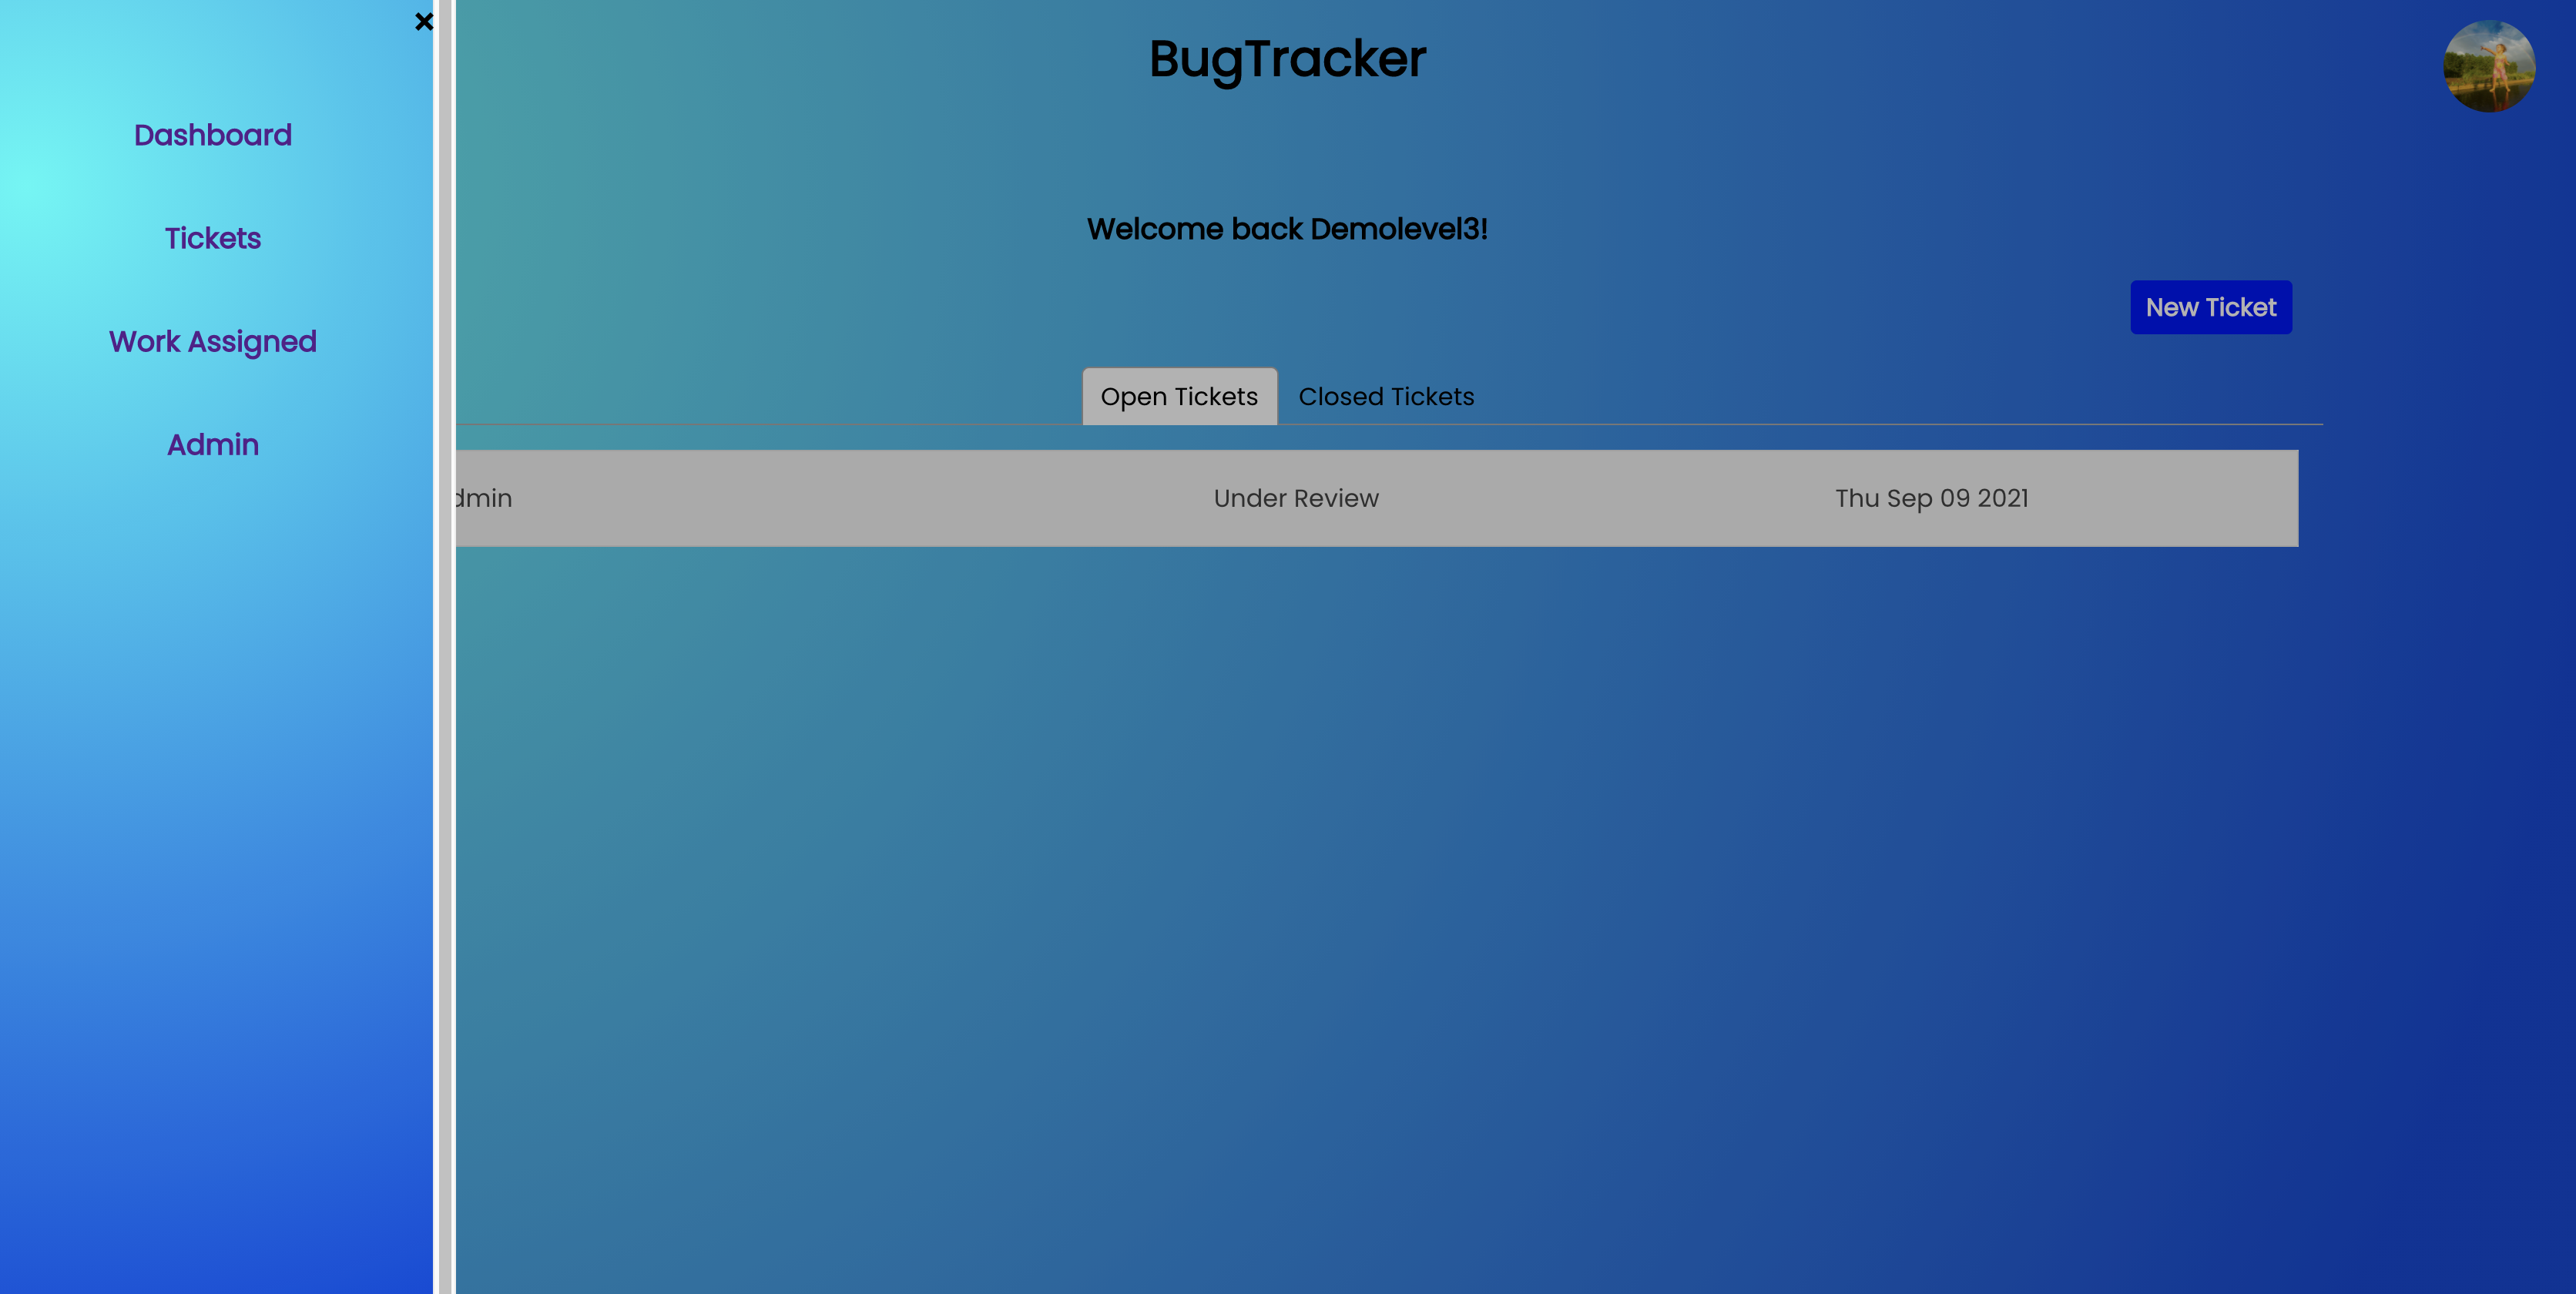 BugTracker
Dashboard
Tickets
Work Assigned
Admin
Welcome back Demolevel3!
New Ticket
Open Tickets Closed Tickets
dmin Under Review Thu Sep 09 2021